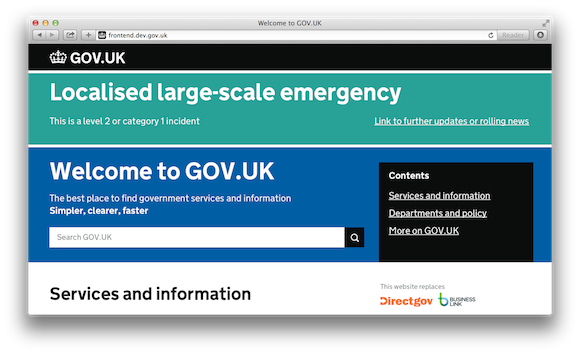 Welcome to GOV.UK
frontend.dev.gov.uk
Reader
GOV.UK
Localised large-scale emergency
This is a level 2 or category 1 incident
Link to further updates or rolling news
Welcome to GOV.UK
The best place to find government services and information
Simpler, clearer, faster
Search GOV.UK
Contents
Services and information
Departments and policy
More on GOV.UK
Services and information
This website replaces
Directgov
BUSINESS
LINK